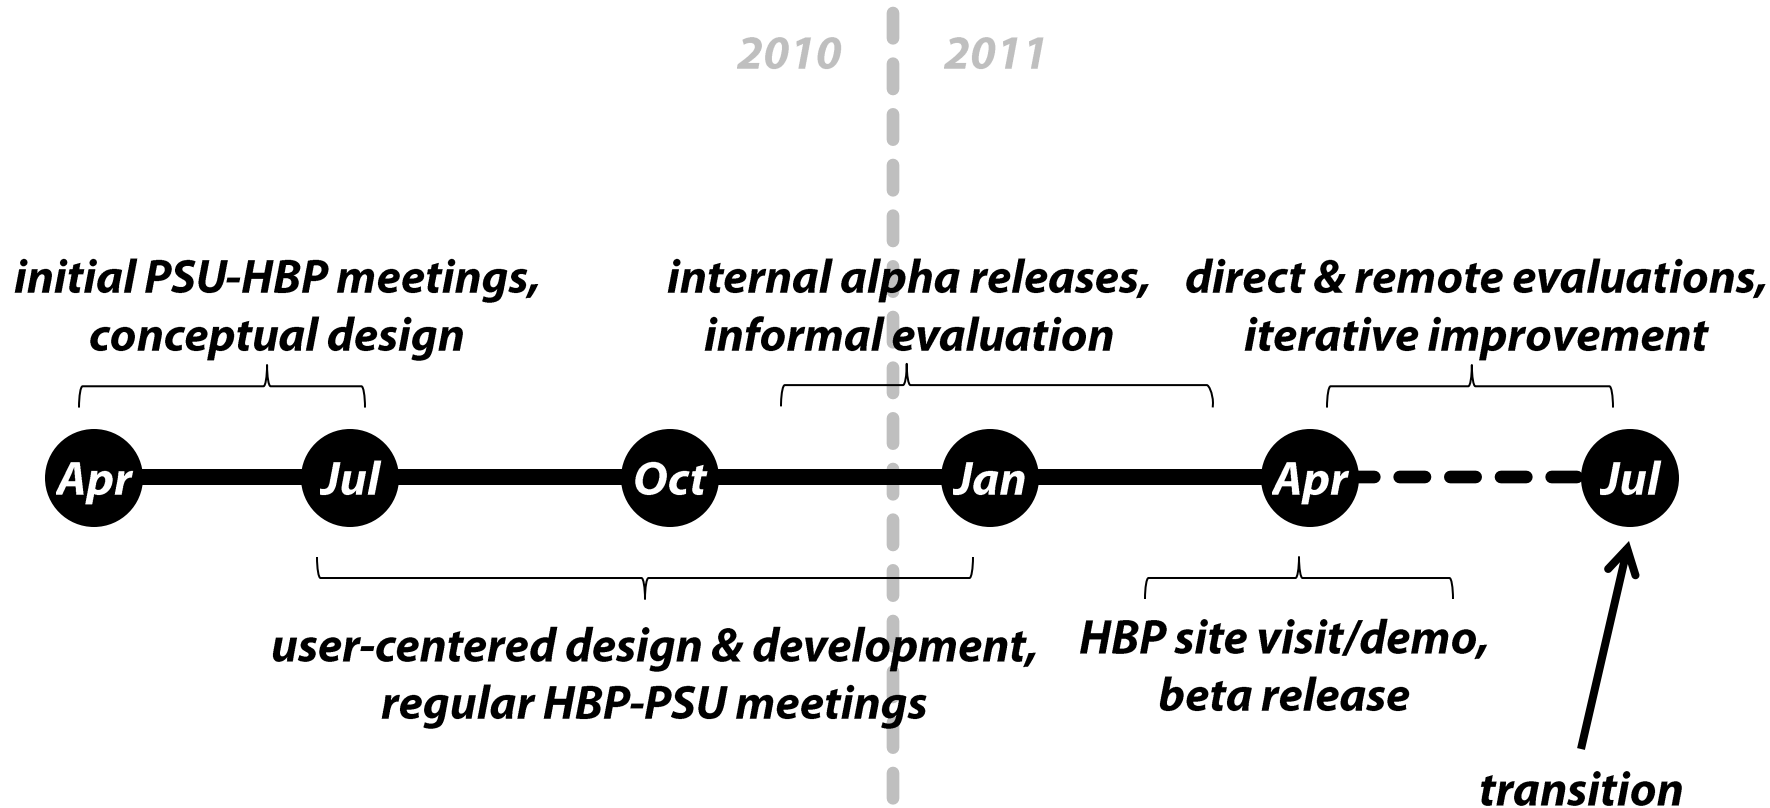 2010
2011
initial PSU-HBP meetings,
conceptual design
internal alpha releases,
informal evaluation
direct & remote evaluations,
iterative improvement
Apr
Jul
Oct
Jan
Apr
Jul
user-centered design & development,
regular HBP-PSU meetings
HBP site visit/demo,
beta release
transition